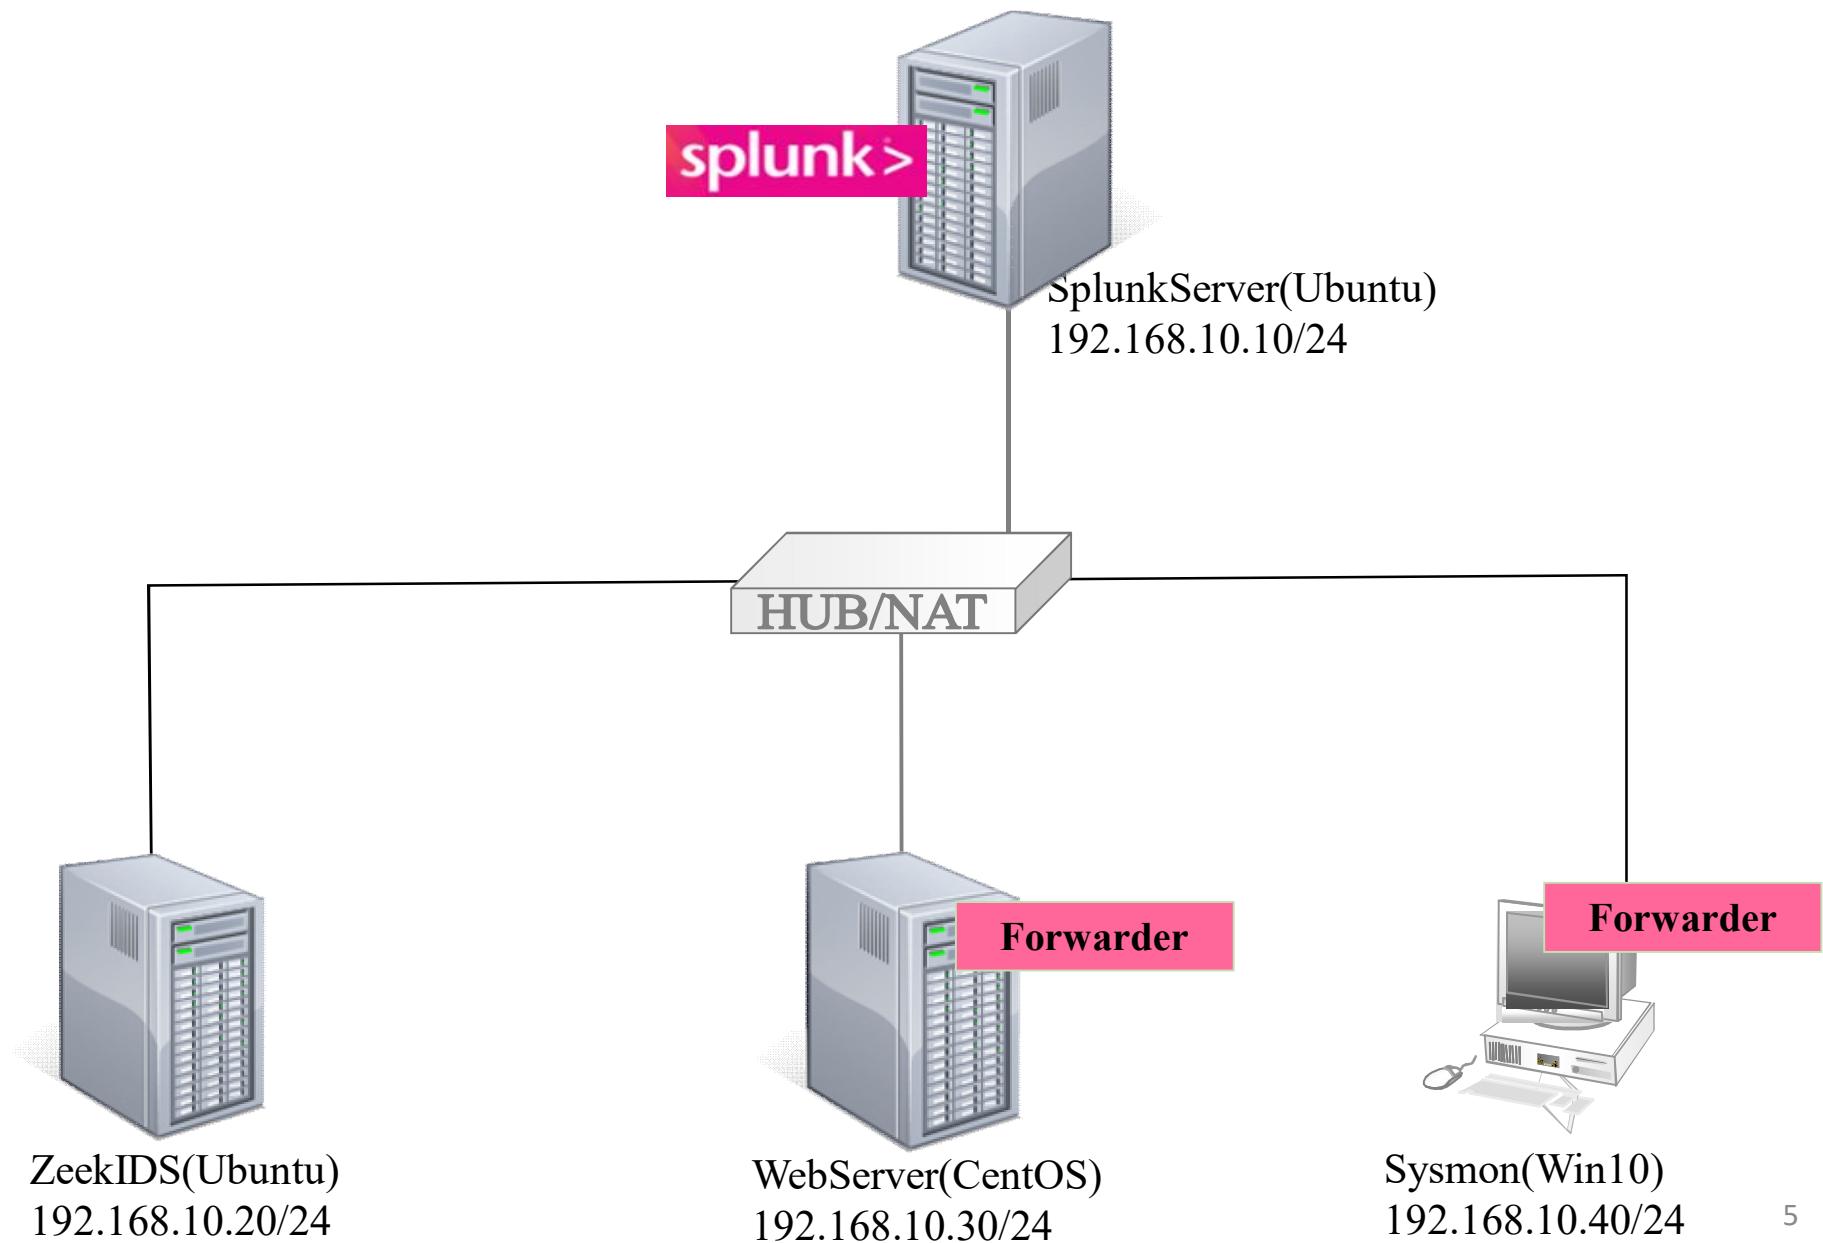 splunk>
SplunkServer(Ubuntu)
192.168.10.10/24
HUB/NAT
Forwarder
Forwarder
ZeekIDS(Ubuntu)
192.168.10.20/24
WebServer(CentOS)
192.168.10.30/24
Sysmon(Win10)
192.168.10.40/24
5